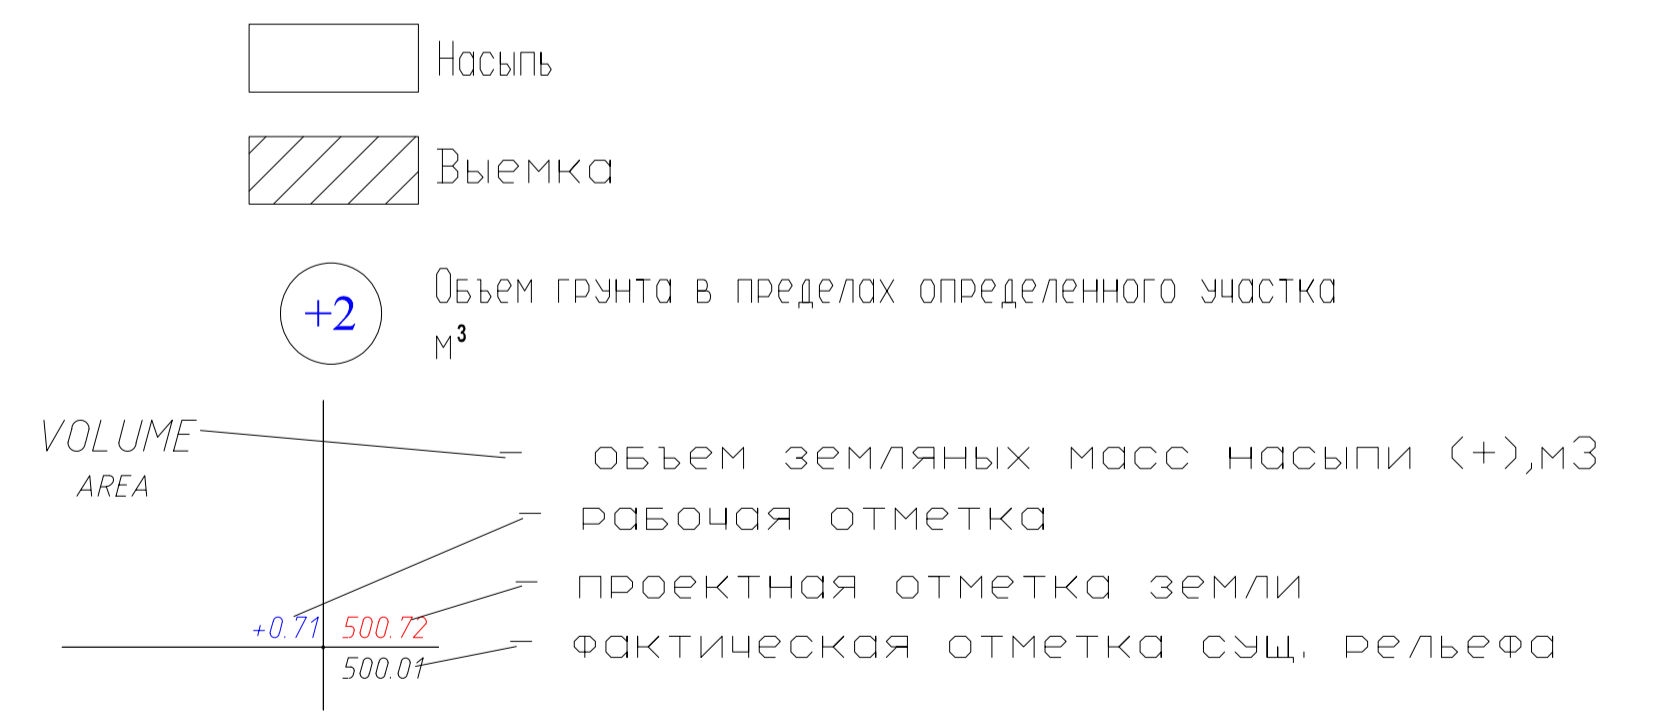 Насыпь
Выемка
+2
Объем грунта в пределах определенного участка
м³
VOLUME
AREA
– объем земляных масс насыпи (+),м3
– рабочая отметка
– проектная отметка земли
+0.71 500.72
– фактическая отметка сущ. рельефа
500.01